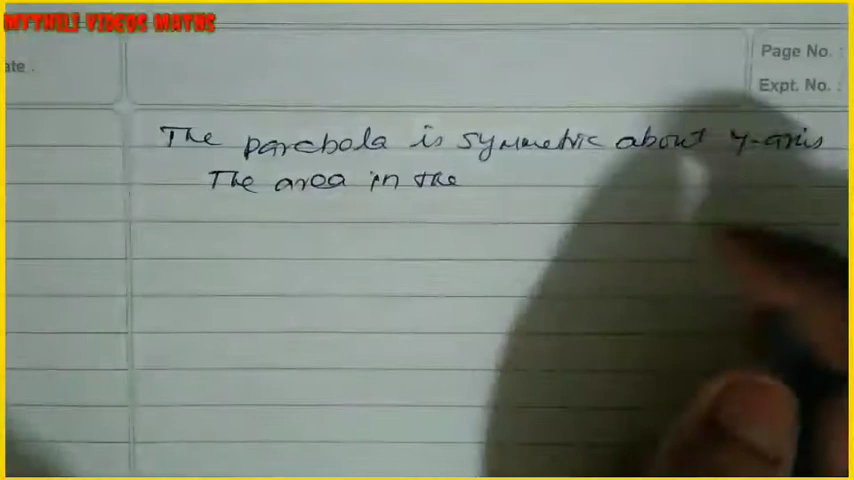 MYTHILI VIDEOS MATHS
Page No. :
ate .
Expt. No. :
The parabola is symmetric about y-axis
The area in the